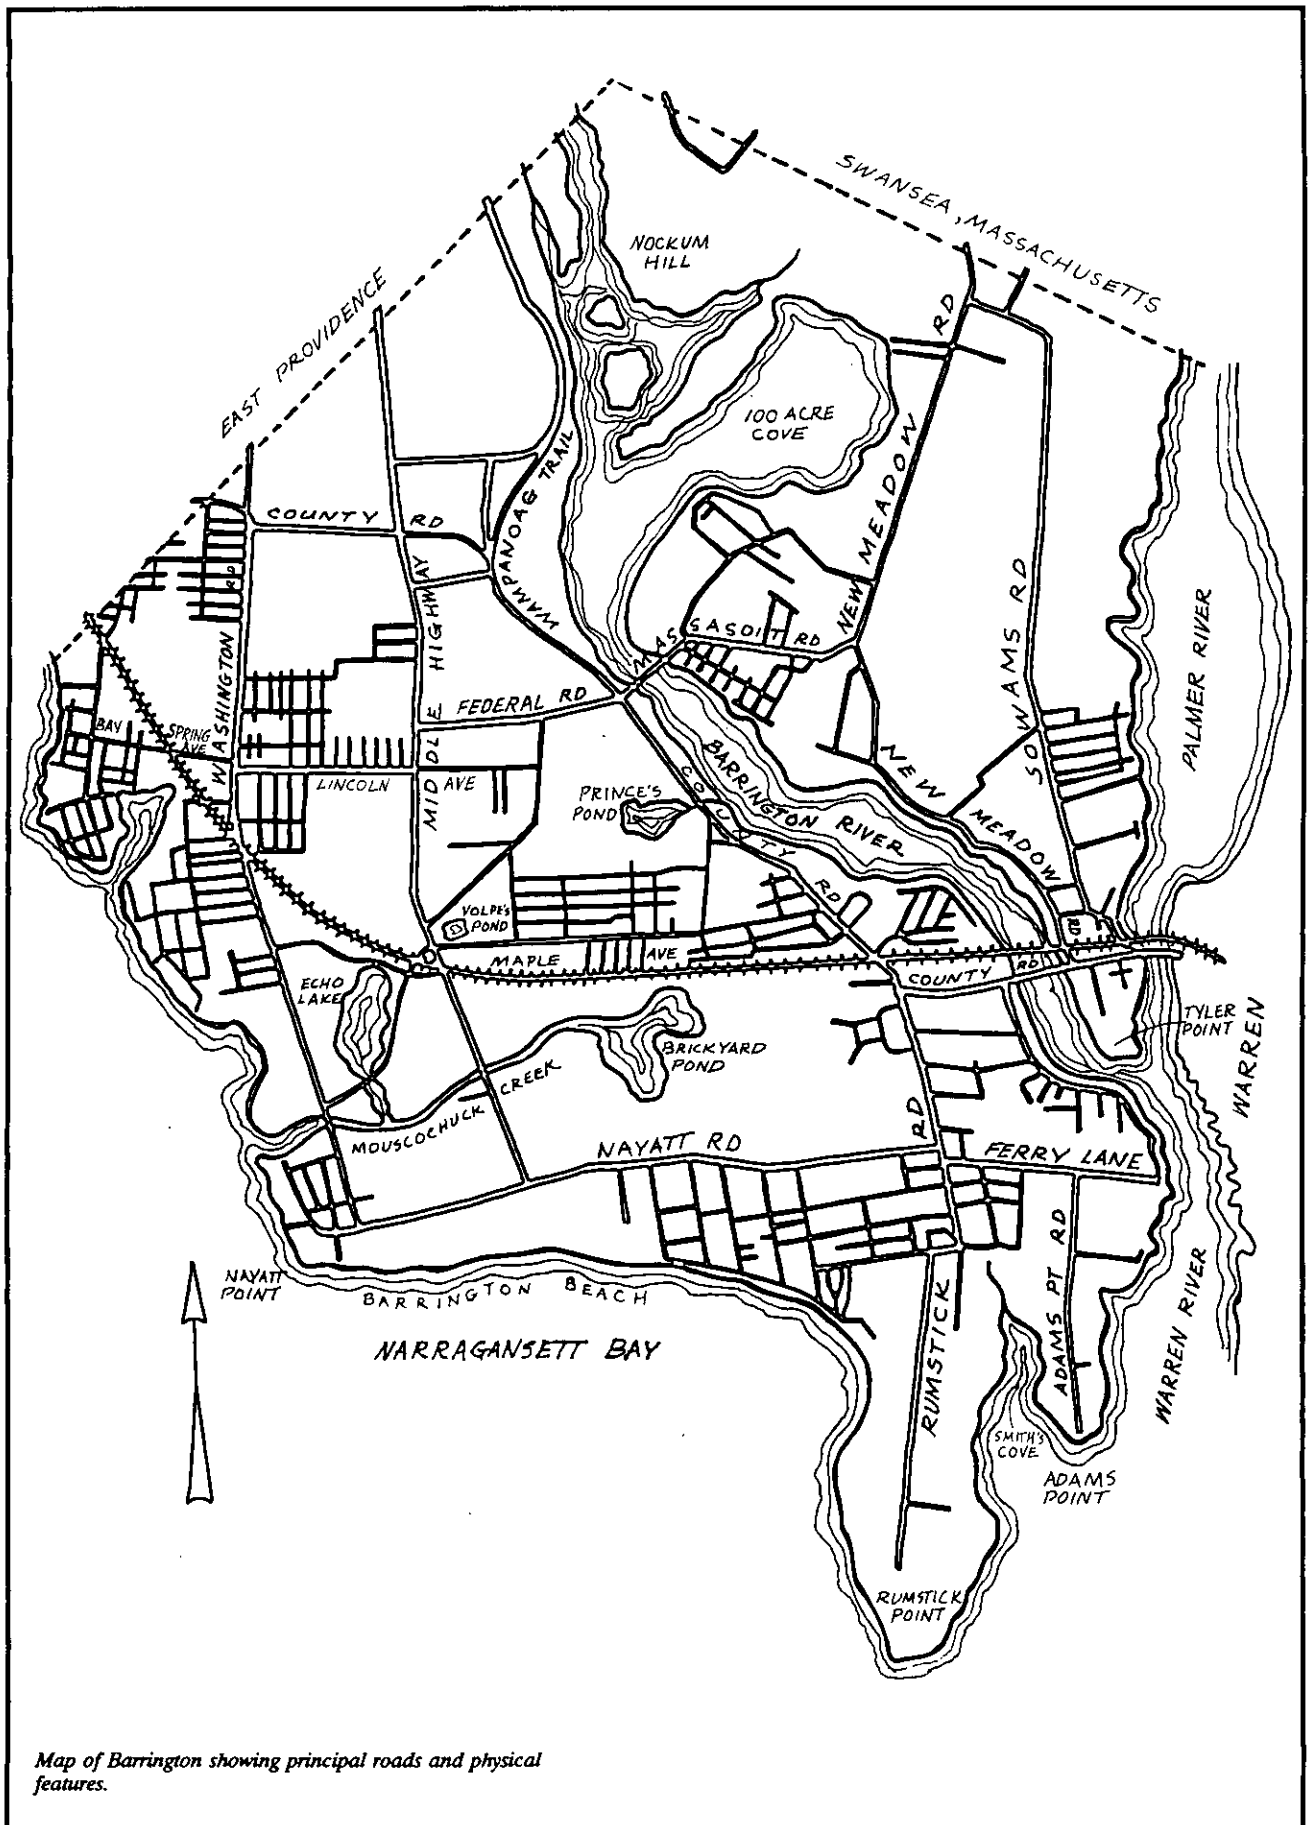 SWANSEA, MASSACHUSETTS
EAST PROVIDENCE
NOCKUM
HILL
100 ACRE
COVE
NEW MEADOW RD
WAMPANOAG TRAIL
COUNTY RD
WASHINGTON RD
MIDDLE HIGHWAY
MASSASOIT RD
SOWAMS RD
PALMER RIVER
FEDERAL RD
BAY
SPRING
AVE
LINCOLN AVE
PRINCE'S
POND
COUNTY RD
BARRINGTON RIVER
NEW MEADOW RD
VOLPE'S
POND
MAPLE AVE
ECHO
LAKE
COUNTY RD
TYLER
POINT
WARREN
BRICKYARD
POND
MOUSCOCHUCK CREEK
NAYATT RD
FERRY LANE
RUMSTICK RD
ADAMS PT RD
WARREN RIVER
NAYATT
POINT
BARRINGTON BEACH
NARRAGANSETT BAY
SMITH'S
COVE
ADAMS
POINT
RUMSTICK
POINT
Map of Barrington showing principal roads and physical
features.